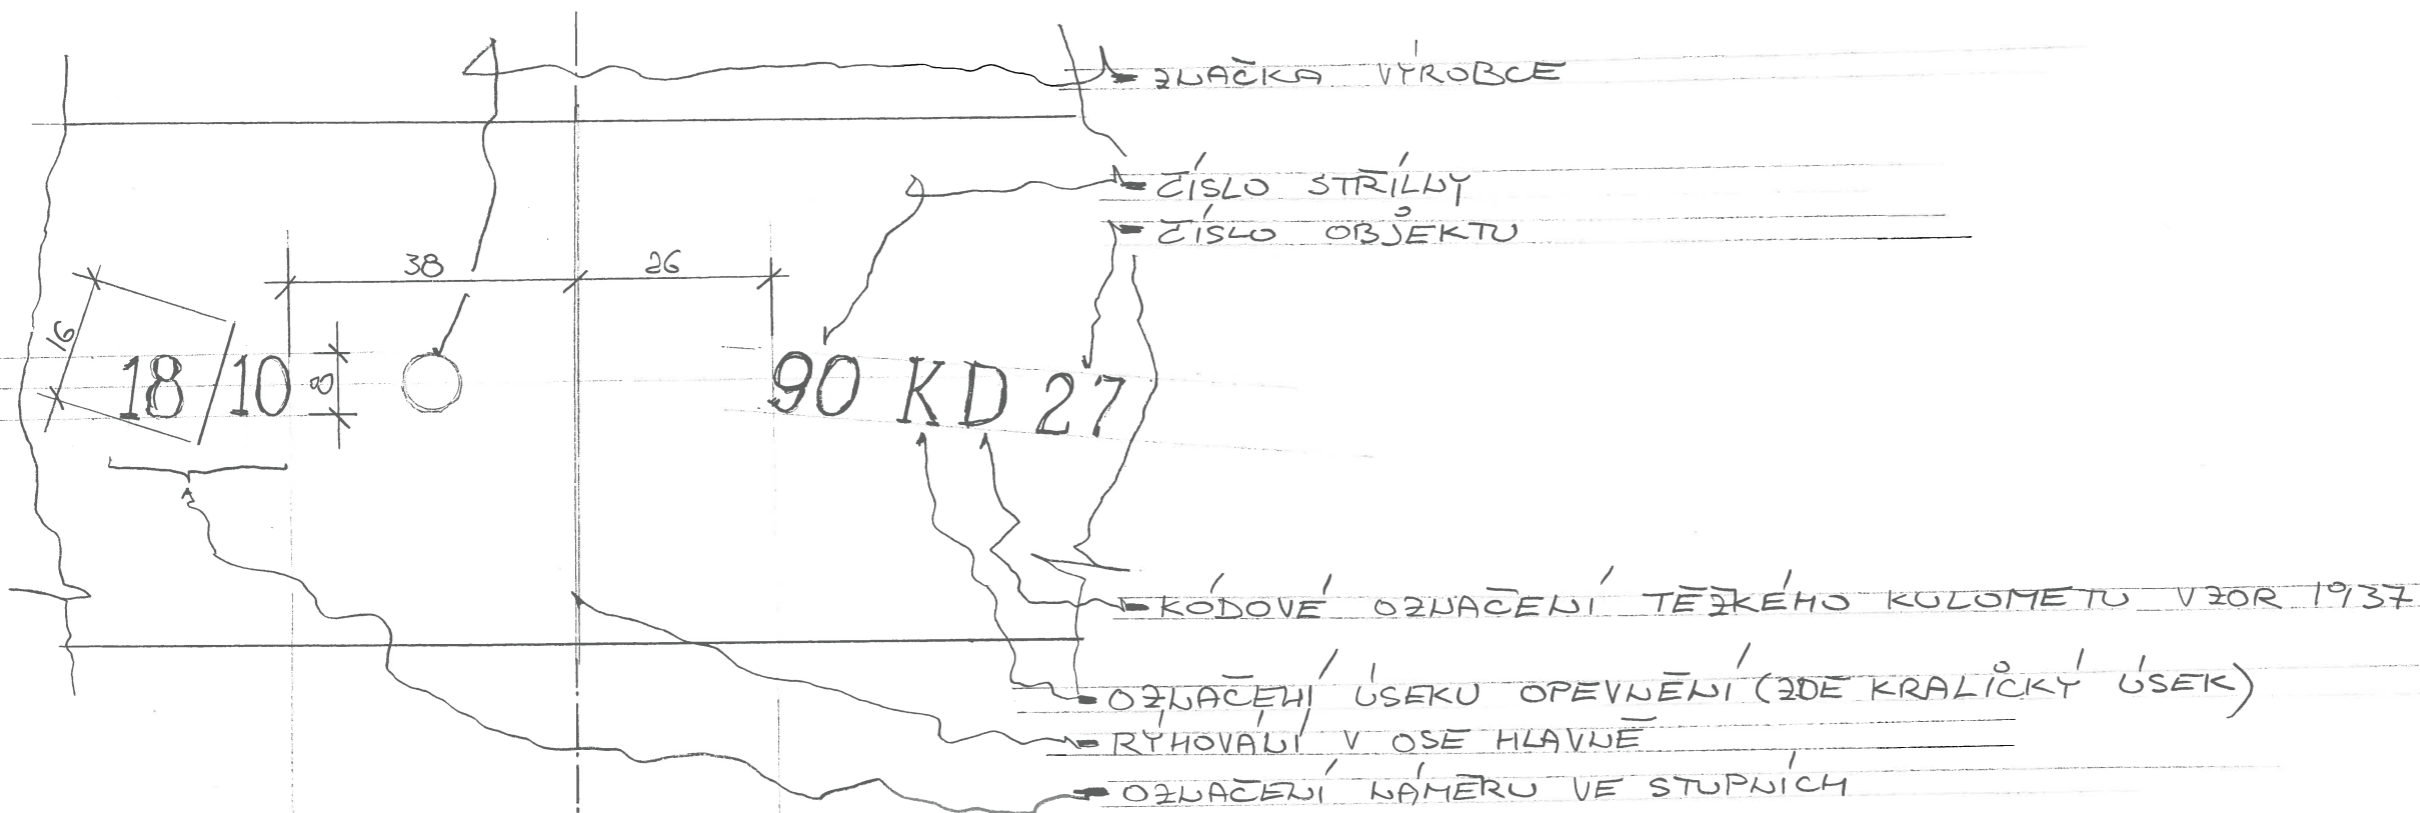 ZNAČKA VÝROBCE
ČÍSLO STŘÍLNY
ČÍSLO OBJEKTU
38
26
16
18/10
8
90 KD 27
KÓDOVÉ OZNAČENÍ TĚŽKÉHO KULOMETU VZOR 1937
OZNAČENÍ ÚSEKU OPEVNĚNÍ (ZDE KRALICKÝ ÚSEK)
RÝHOVÁNÍ V OSE HLAVNĚ
OZNAČENÍ NÁMĚRU VE STUPNÍCH